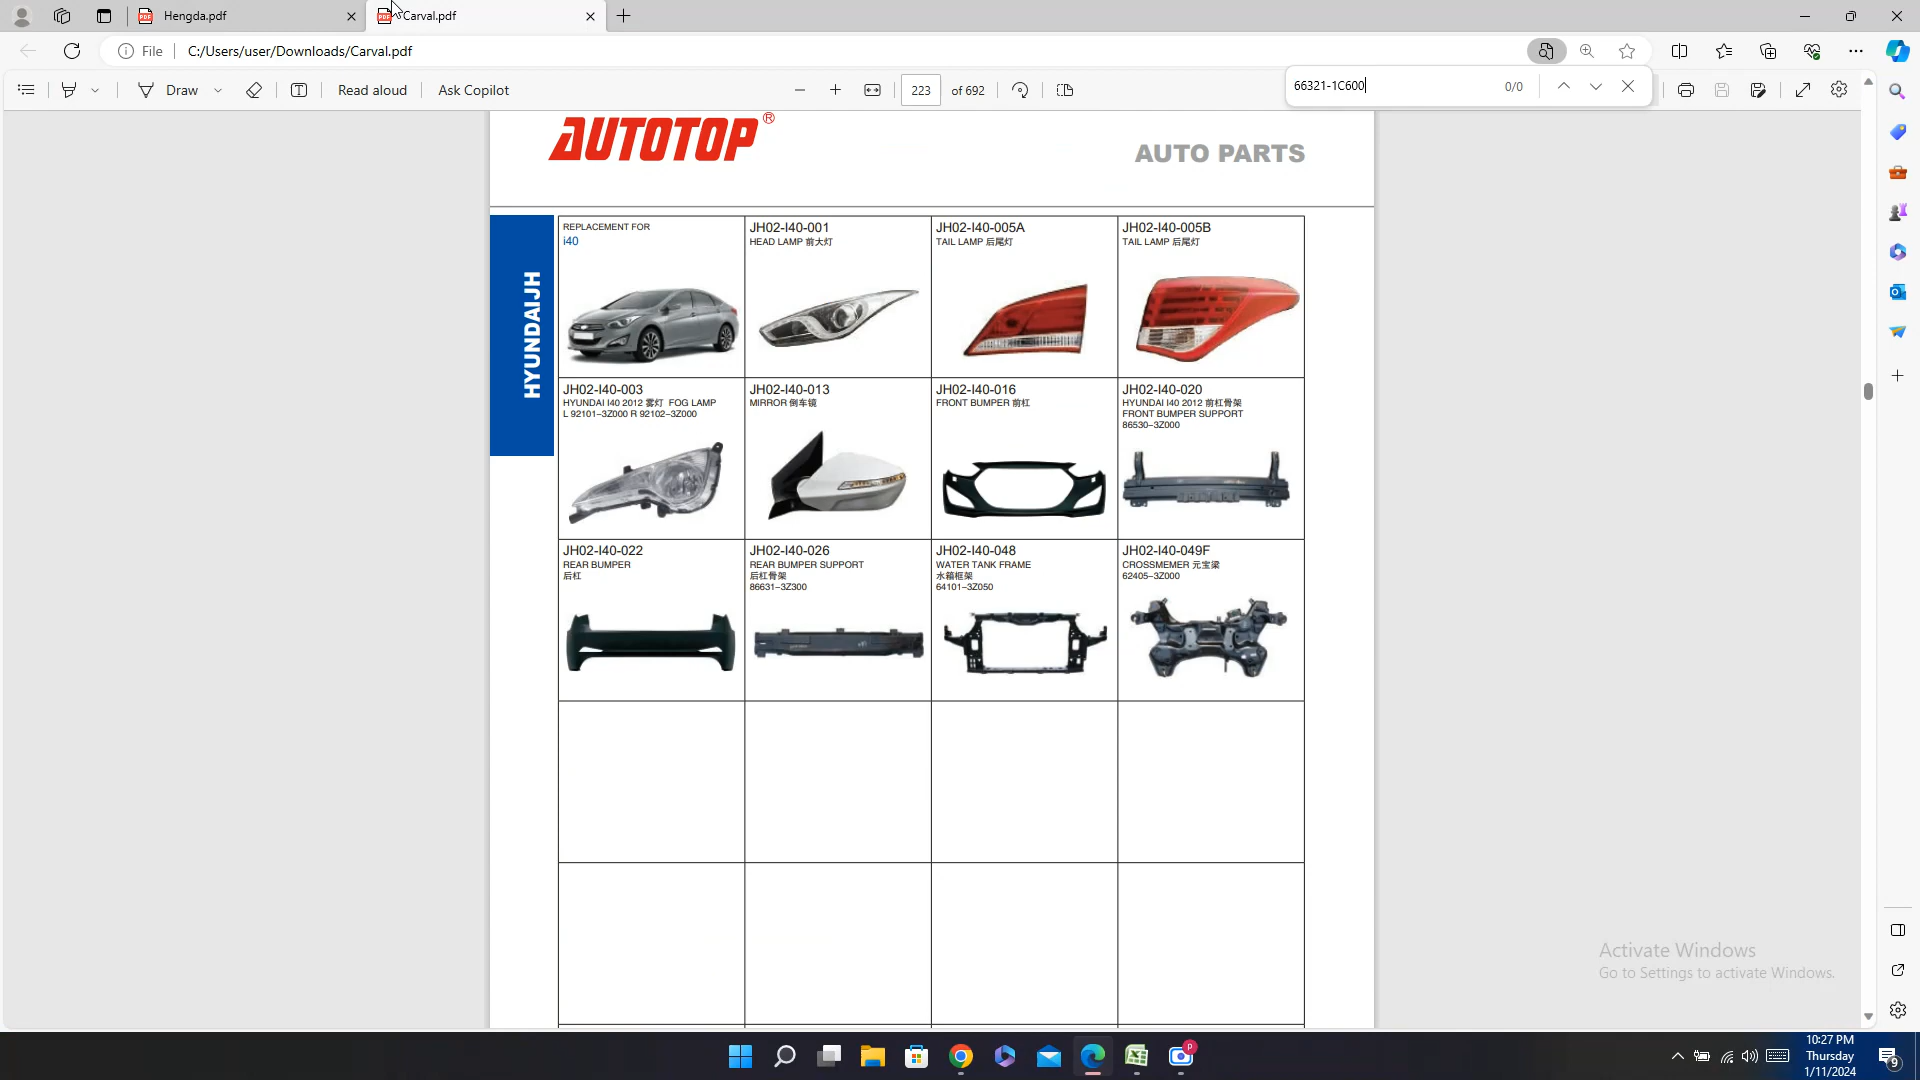 Hengda.pdf
Carval.pdf
File
C:/Users/user/Downloads/Carval.pdf
66321-1C600
0/0
Draw
Read aloud
Ask Copilot
223
of 692
AUTOTOP®
AUTO PARTS
HYUNDAIJH
REPLACEMENT FOR
i40
JH02-I40-001
HEAD LAMP 前大灯
JH02-I40-005A
TAIL LAMP 后尾灯
JH02-I40-005B
TAIL LAMP 后尾灯
JH02-I40-003
HYUNDAI I40 2012 雾灯 FOG LAMP
L 92101-3Z000 R 92102-3Z000
JH02-I40-013
MIRROR 倒车镜
JH02-I40-016
FRONT BUMPER 前杠
JH02-I40-020
HYUNDAI I40 2012 前杠骨架
FRONT BUMPER SUPPORT
86530-3Z000
JH02-I40-022
REAR BUMPER
后杠
JH02-I40-026
REAR BUMPER SUPPORT
后杠骨架
86631-3Z300
JH02-I40-048
WATER TANK FRAME
水箱框架
64101-3Z050
JH02-I40-049F
CROSSMEMER 元宝梁
62405-3Z000
Activate Windows
Go to Settings to activate Windows.
10:27 PM
Thursday
1/11/2024
9